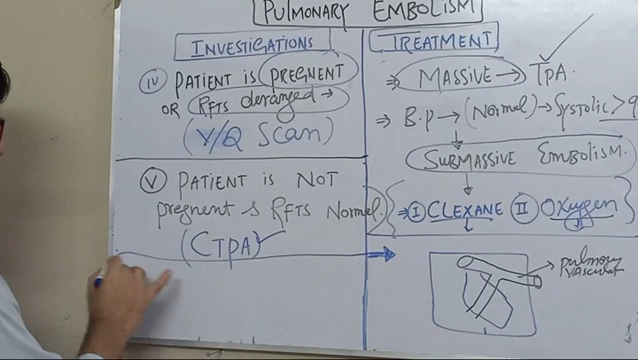 PULMONARY EMBOLISM
INVESTIGATIONS
(IV) PATIENT IS PREGNENT
OR RFTS deranged →
(V/Q SCAN)
(V) PATIENT IS NOT
pregnent & RFTS Normal.
(CTPA)✓
TREATMENT
⇒ MASSIVE → TPA.
⇒ B.P → (Normal) → Systolic > 9
SUBMASSIVE EMBOLISM.
⇒ (I) CLEXANE (II) OXygen
pulmonary
vasculat